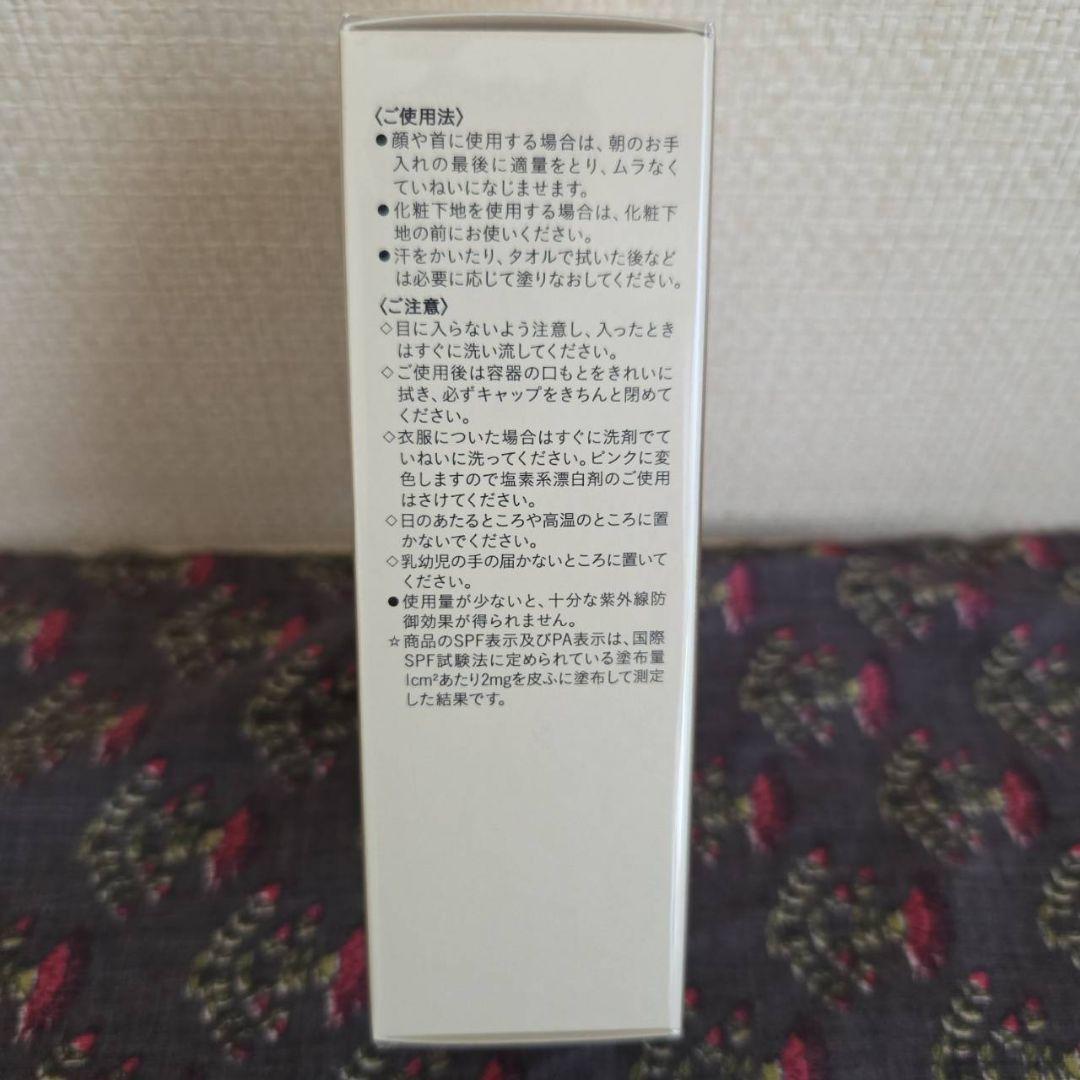 〈ご使用法〉
●顔や首に使用する場合は、朝のお手
入れの最後に適量をとり、ムラなく
ていねいになじませます。
●化粧下地を使用する場合は、化粧下
地の前にお使いください。
●汗をかいたり、タオルで拭いた後など
は必要に応じて塗りなおしてください。
〈ご注意〉
◇目に入らないよう注意し、入ったとき
はすぐに洗い流してください。
◇ご使用後は容器の口もとをきれいに
拭き、必ずキャップをきちんと閉めて
ください。
◇衣服についた場合はすぐに洗剤でて
いねいに洗ってください。ピンクに変
色しますので塩素系漂白剤のご使用
はさけてください。
◇日のあたるところや高温のところに置
かないでください。
◇乳幼児の手の届かないところに置いて
ください。
●使用量が少ないと、十分な紫外線防
御効果が得られません。
☆商品のSPF表示及びPA表示は、国際
SPF試験法に定められている塗布量
1cm²あたり2mgを皮ふに塗布して測定
した結果です。